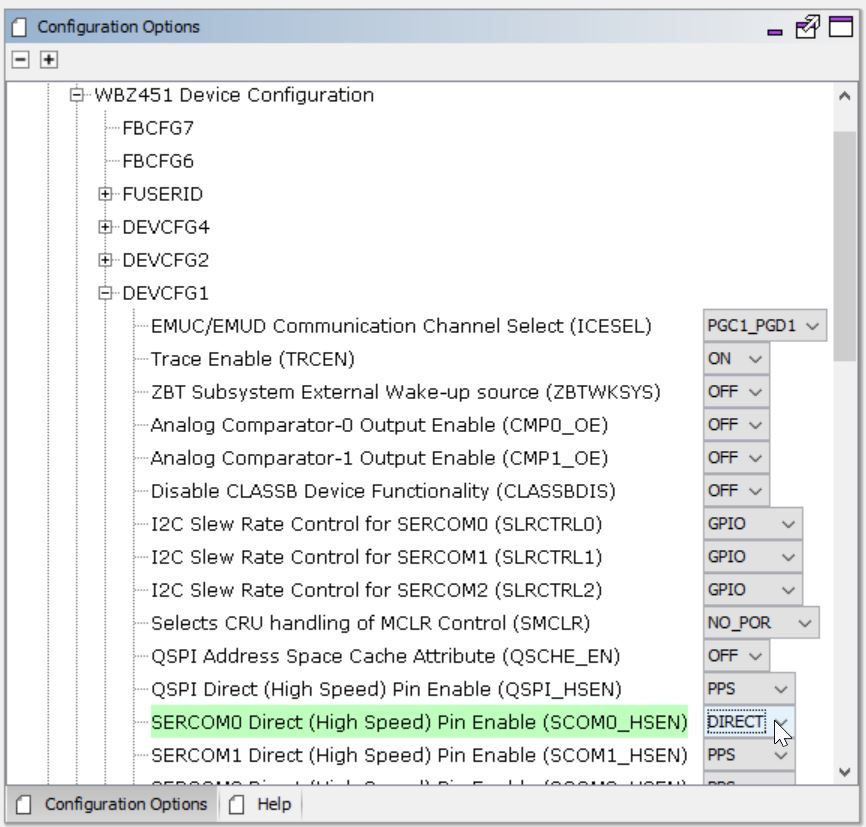 Configuration Options
WBZ451 Device Configuration
FBCFG7
FBCFG6
FUSERID
DEVCFG4
DEVCFG2
DEVCFG1
EMUC/EMUD Communication Channel Select (ICESEL) PGC1_PGD1
Trace Enable (TRCEN) ON
ZBT Subsystem External Wake-up source (ZBTWKSYS) OFF
Analog Comparator-0 Output Enable (CMP0_OE) OFF
Analog Comparator-1 Output Enable (CMP1_OE) OFF
Disable CLASSB Device Functionality (CLASSBDIS) OFF
I2C Slew Rate Control for SERCOM0 (SLRCTRL0) GPIO
I2C Slew Rate Control for SERCOM1 (SLRCTRL1) GPIO
I2C Slew Rate Control for SERCOM2 (SLRCTRL2) GPIO
Selects CRU handling of MCLR Control (SMCLR) NO_POR
QSPI Address Space Cache Attribute (QSCHE_EN) OFF
QSPI Direct (High Speed) Pin Enable (QSPI_HSEN) PPS
SERCOM0 Direct (High Speed) Pin Enable (SCOM0_HSEN) DIRECT
SERCOM1 Direct (High Speed) Pin Enable (SCOM1_HSEN) PPS
Configuration Options Help